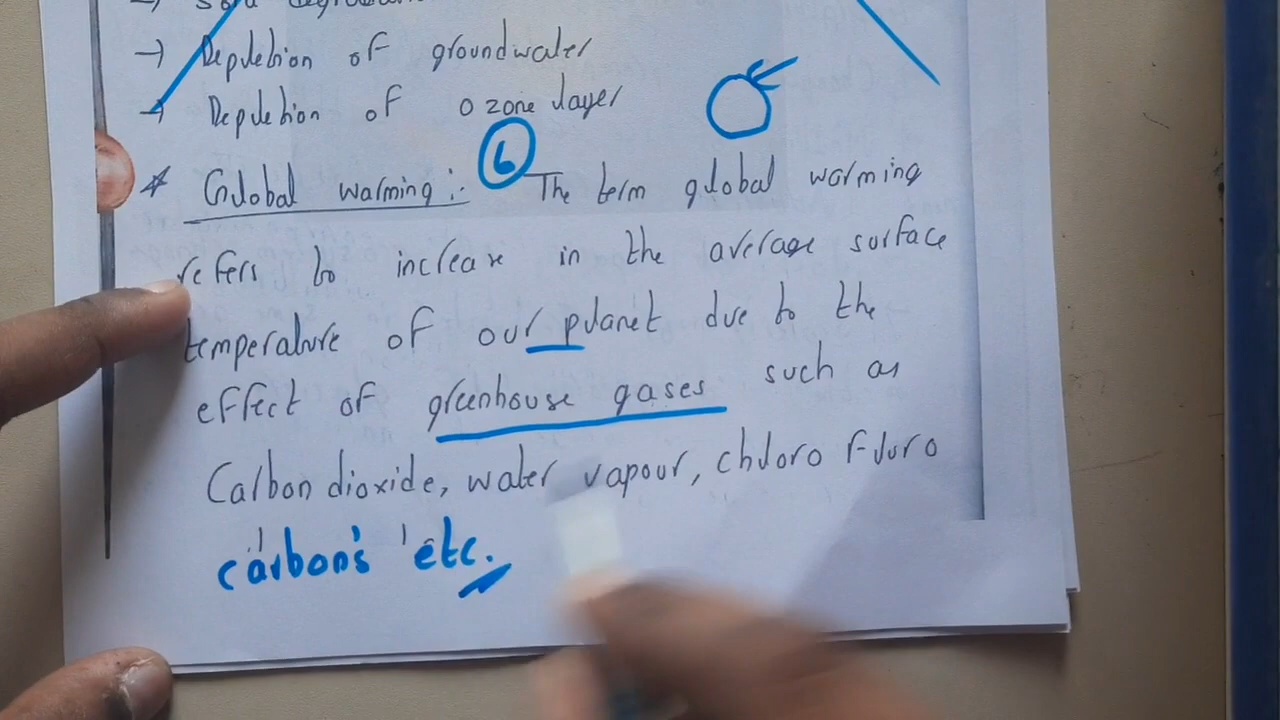 → Depletion of groundwater
→ Depletion of ozone layer
6
* Global warming :- The term global warming
refers to increase in the average surface
temperature of our planet due to the
effect of greenhouse gases such as
Carbon dioxide, water vapour, chloro fluro
carbon's etc.